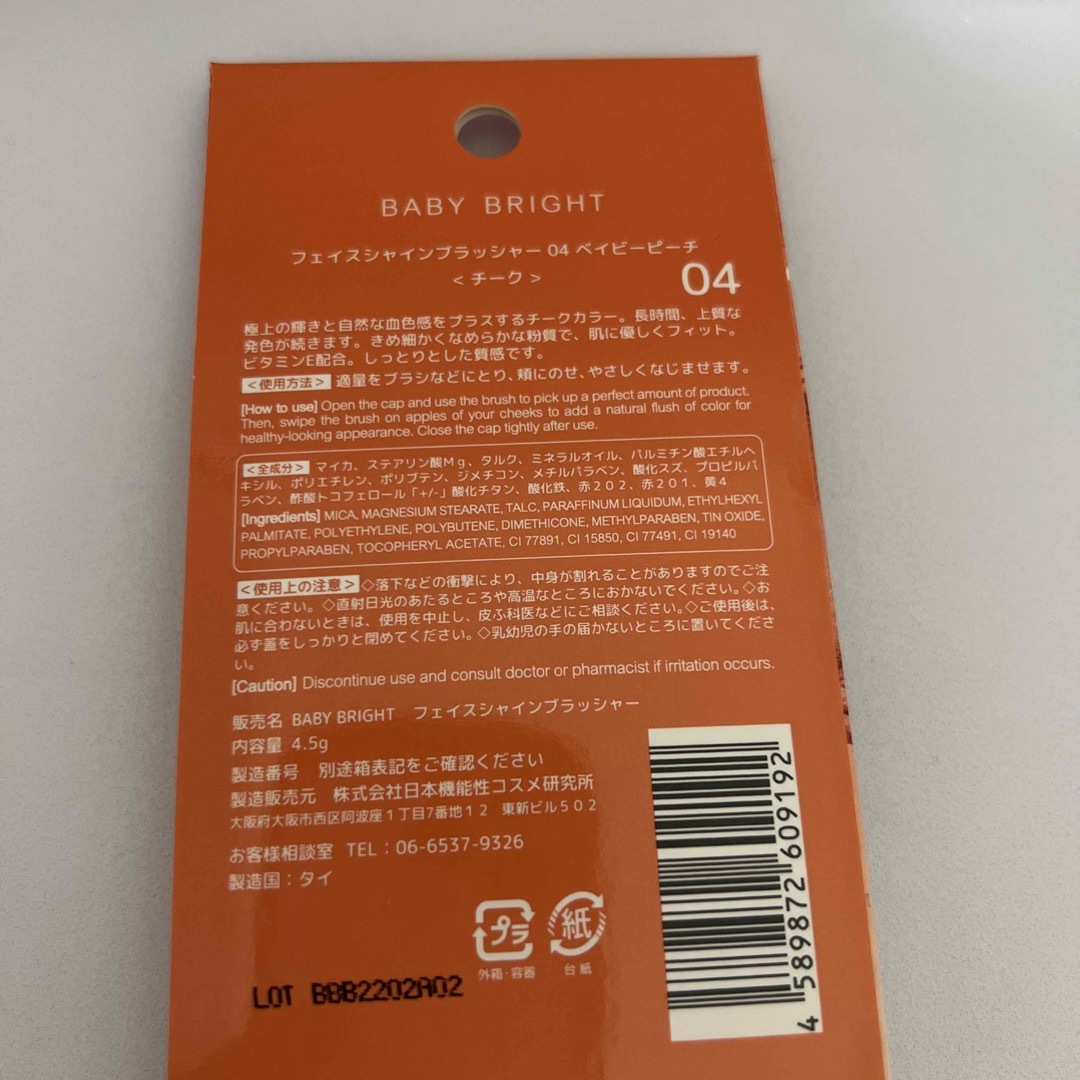 BABY BRIGHT
フェイスシャインブラッシャー 04 ベイビーピーチ
<チーク>
04
極上の輝きと自然な血色感をプラスするチークカラー。長時間、上質な
発色が続きます。きめ細かくなめらかな粉質で、肌に優しくフィット。
ビタミンE配合。しっとりとした質感です。
<使用方法> 適量をブラシなどにとり、頬にのせ、やさしくなじませます。
[How to use] Open the cap and use the brush to pick up a perfect amount of product.
Then, swipe the brush on apples of your cheeks to add a natural flush of color for
healthy-looking appearance. Close the cap tightly after use.
<全成分> マイカ、ステアリン酸Mg、タルク、ミネラルオイル、パルミチン酸エチルヘ
キシル、ポリエチレン、ポリブテン、ジメチコン、メチルパラベン、酸化スズ、プロピルパ
ラベン、酢酸トコフェロール「+/-」酸化チタン、酸化鉄、赤202、赤201、黄4
[Ingredients] MICA, MAGNESIUM STEARATE, TALC, PARAFFINUM LIQUIDUM, ETHYLHEXYL
PALMITATE, POLYETHYLENE, POLYBUTENE, DIMETHICONE, METHYLPARABEN, TIN OXIDE,
PROPYLPARABEN, TOCOPHERYL ACETATE, CI 77891, CI 15850, CI 77491, CI 19140
<使用上の注意> ◇落下などの衝撃により、中身が割れることがありますのでご注
意ください。◇直射日光のあたるところや高温なところにおかないでください。◇お
肌に合わないときは、使用を中止し、皮ふ科医などにご相談ください。◇ご使用後は、
必ず蓋をしっかりと閉めてください。◇乳幼児の手の届かないところに置いてくださ
い。
[Caution] Discontinue use and consult doctor or pharmacist if irritation occurs.
販売名 BABY BRIGHT フェイスシャインブラッシャー
内容量 4.5g
製造番号 別途箱表記をご確認ください
製造販売元 株式会社日本機能性コスメ研究所
大阪府大阪市西区阿波座1丁目7番地12 東新ビル502
お客様相談室 TEL:06-6537-9326
製造国:タイ
プラ
外箱・容器
紙
台紙
LOT BBB2202A02
4 589872 609192